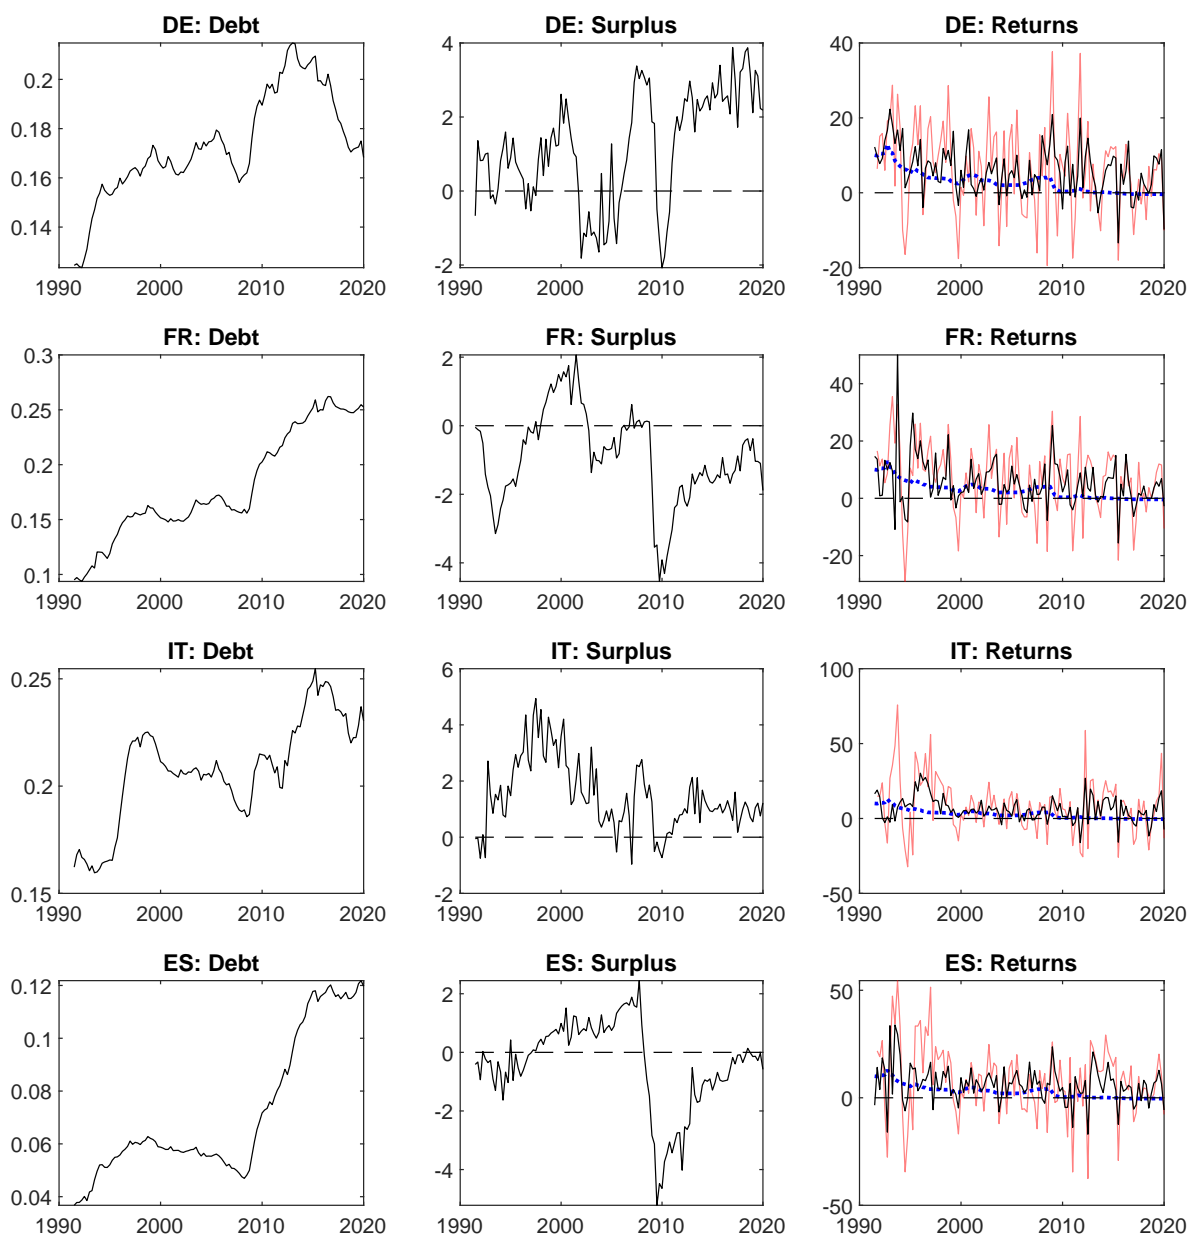 DE: Debt
0.2
0.18
0.16
0.14
1990 2000 2010 2020
DE: Surplus
4
2
0
-2
1990 2000 2010 2020
DE: Returns
40
20
0
-20
1990 2000 2010 2020
FR: Debt
0.3
0.25
0.2
0.15
0.1
1990 2000 2010 2020
FR: Surplus
2
0
-2
-4
1990 2000 2010 2020
FR: Returns
40
20
0
-20
1990 2000 2010 2020
IT: Debt
0.25
0.2
0.15
1990 2000 2010 2020
IT: Surplus
6
4
2
0
-2
1990 2000 2010 2020
IT: Returns
100
50
0
-50
1990 2000 2010 2020
ES: Debt
0.12
0.1
0.08
0.06
0.04
1990 2000 2010 2020
ES: Surplus
2
0
-2
-4
1990 2000 2010 2020
ES: Returns
50
0
-50
1990 2000 2010 2020